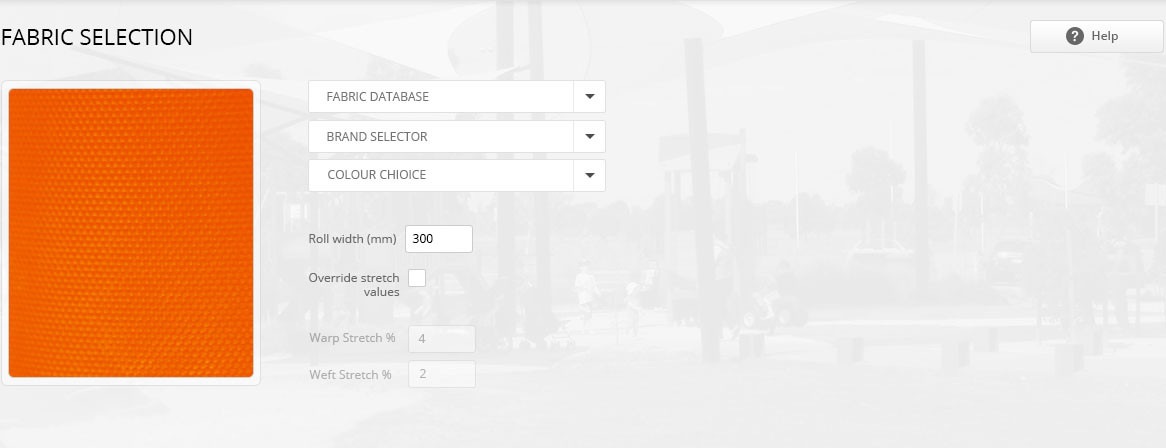 FABRIC SELECTION
Help
FABRIC DATABASE
BRAND SELECTOR
COLOUR CHIOICE
Roll width (mm) 300
Override stretch
values
Warp Stretch % 4
Weft Stretch % 2